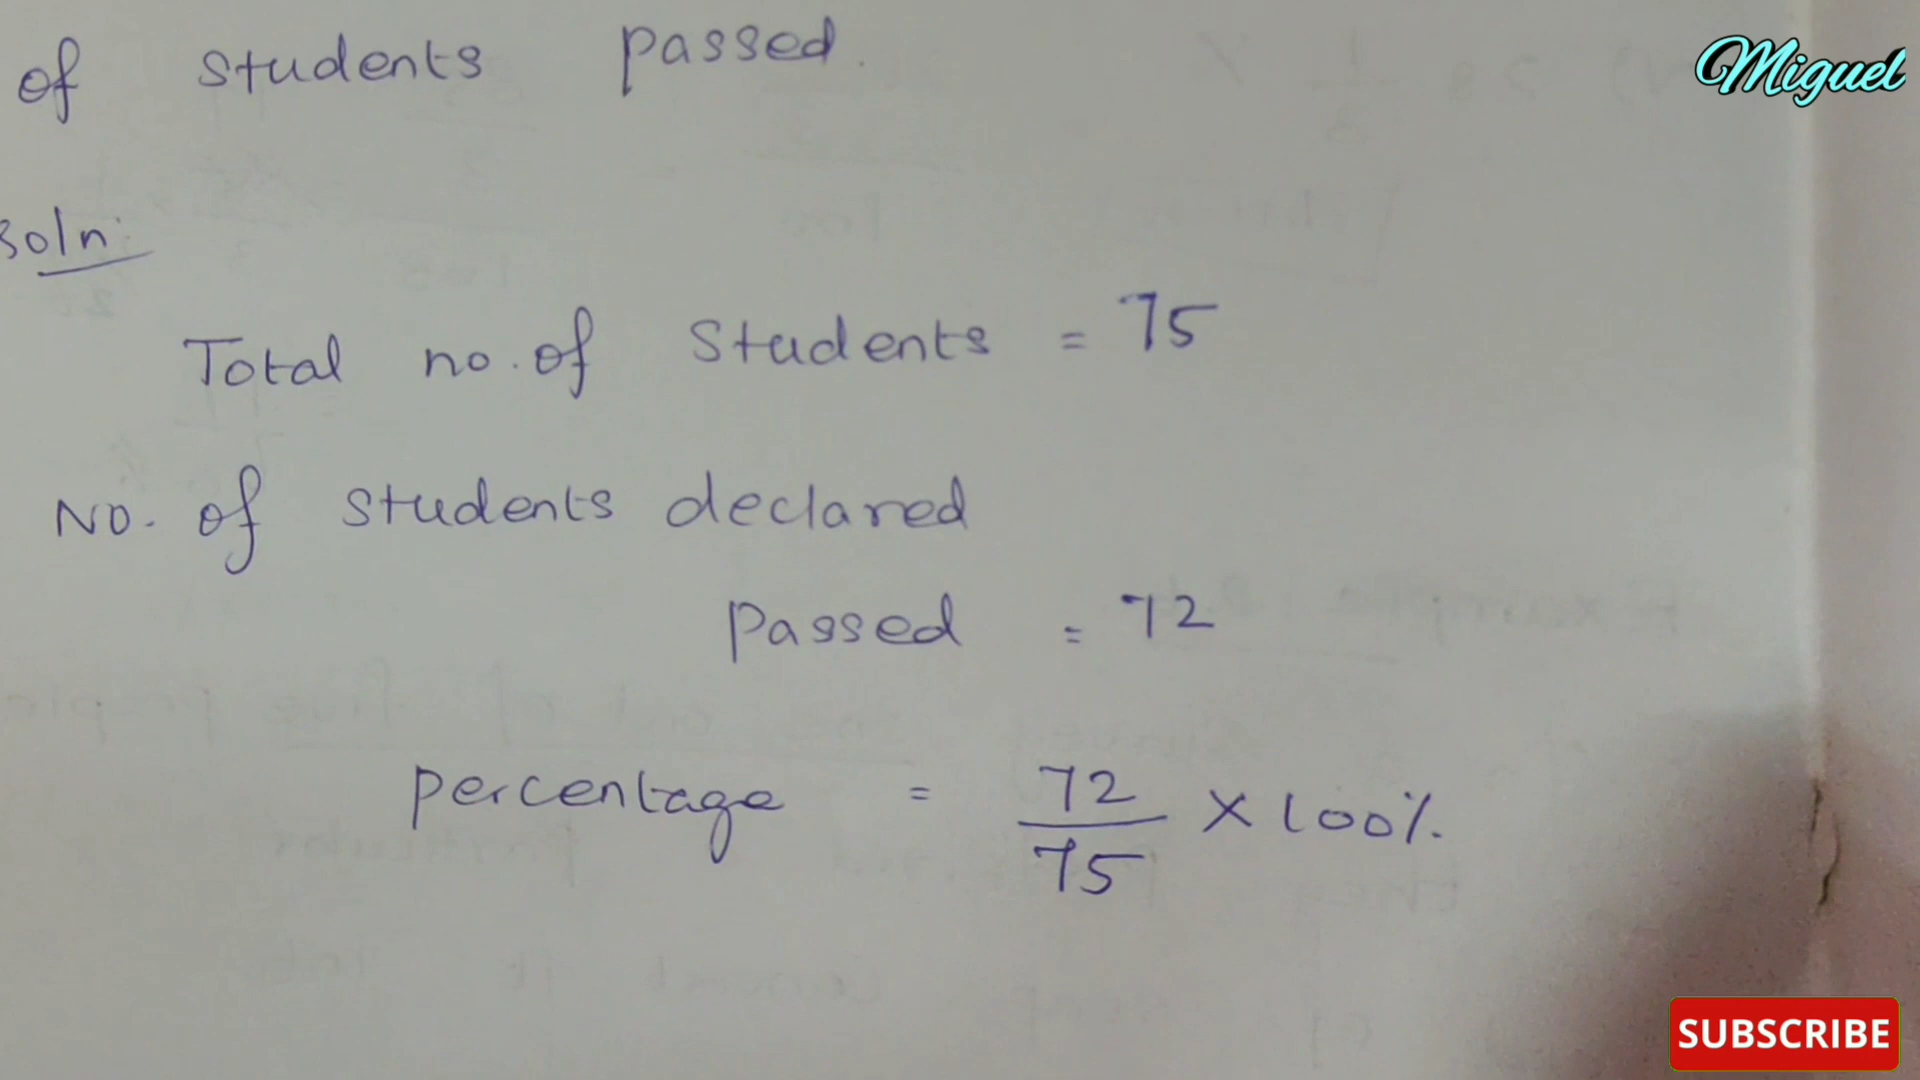 of students passed.
Miguel
soln:
Total no. of Students = 75
No. of students declared
passed = 72
percentage = 72/75 × 100%.
SUBSCRIBE